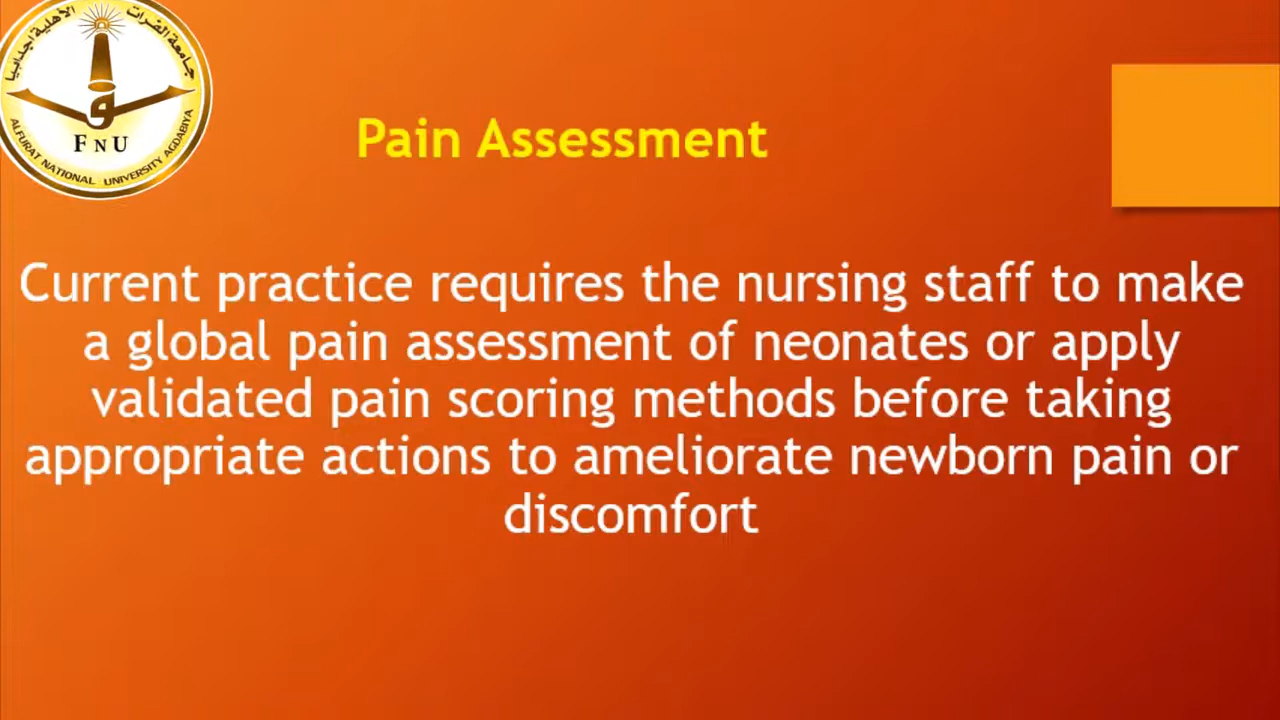 جامعة الفرات الأهلية اجدابيا
FNU
ALFURAT NATIONAL UNIVERSITY AGDABIYA
Pain Assessment
Current practice requires the nursing staff to make
a global pain assessment of neonates or apply
validated pain scoring methods before taking
appropriate actions to ameliorate newborn pain or
discomfort